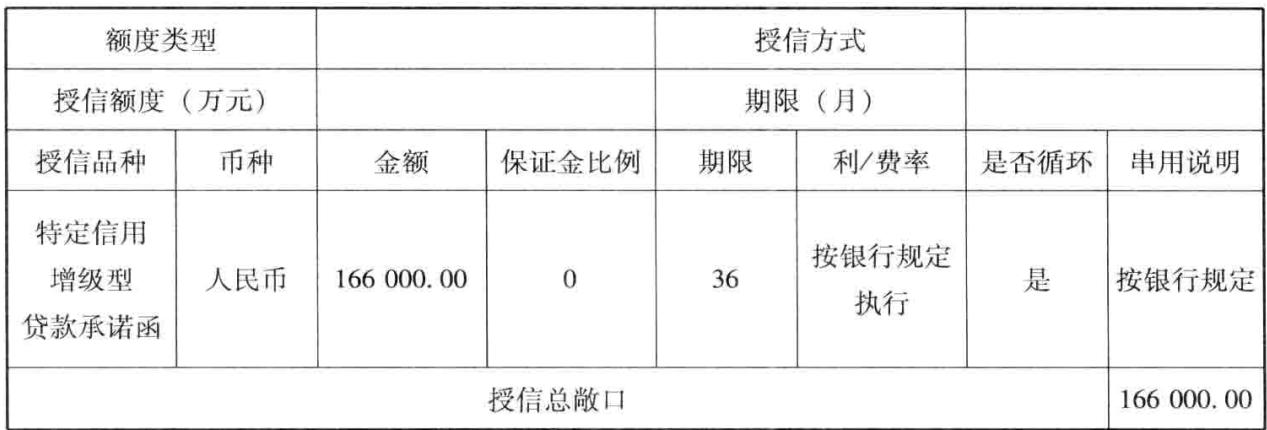 额度类型 授信方式
授信额度（万元） 期限（月）
授信品种 币种 金额 保证金比例 期限 利/费率 是否循环 串用说明
特定信用
增级型
贷款承诺函
人民币
166 000.00
0
36
按银行规定
执行
是
按银行规定
授信总敞口 166 000.00